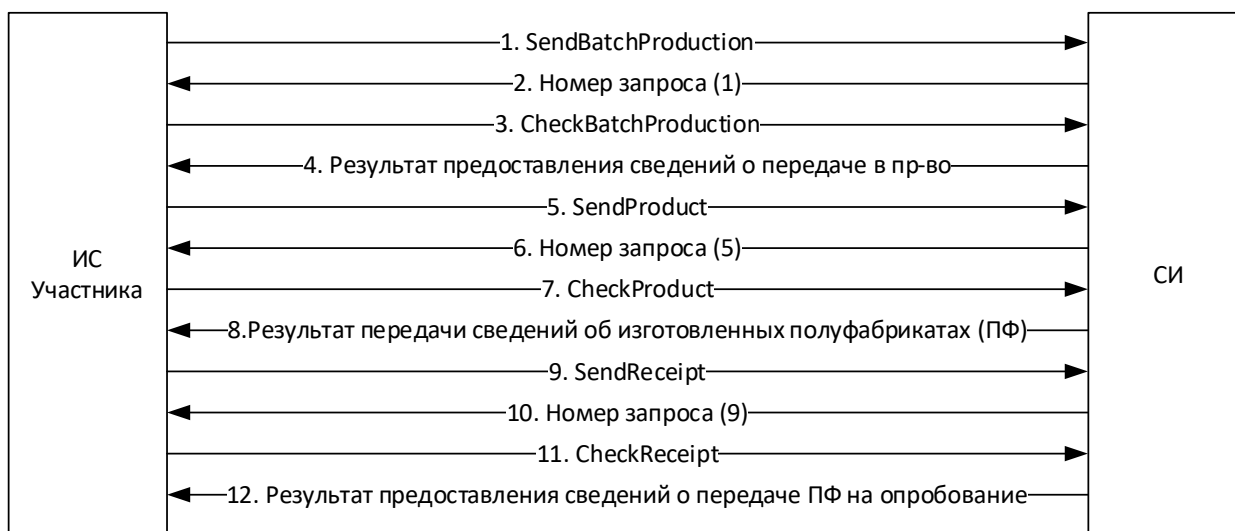 1. SendBatchProduction
2. Номер запроса (1)
3. CheckBatchProduction
4. Результат предоставления сведений о передаче в пр-во
5. SendProduct
6. Номер запроса (5)
ИС
Участника
7. CheckProduct
СИ
8.Результат передачи сведений об изготовленных полуфабрикатах (ПФ)
9. SendReceipt
10. Номер запроса (9)
11. CheckReceipt
12. Результат предоставления сведений о передаче ПФ на опробование